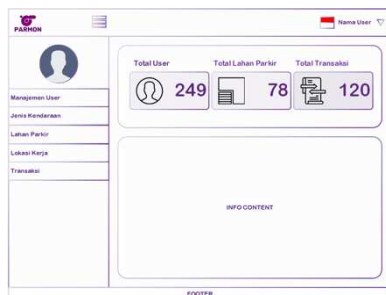 PARMON
Nama User
Total User
Total Lahan Parkir
Total Transaksi
249
78
120
Manajemen User
Jenis Kendaraan
Lahan Parkir
Lokasi Kerja
Transaksi
INFO CONTENT
FOOTER